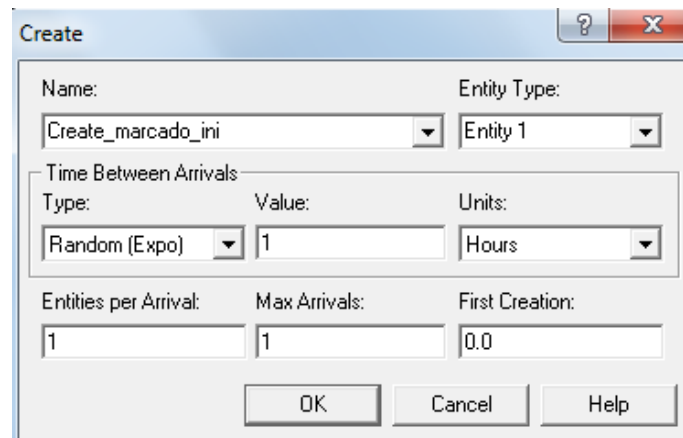 Create
Name: Entity Type:
Create_marcado_ini Entity 1
Time Between Arrivals
Type: Value: Units:
Random (Expo) 1 Hours
Entities per Arrival: Max Arrivals: First Creation:
1 1 0.0
OK Cancel Help